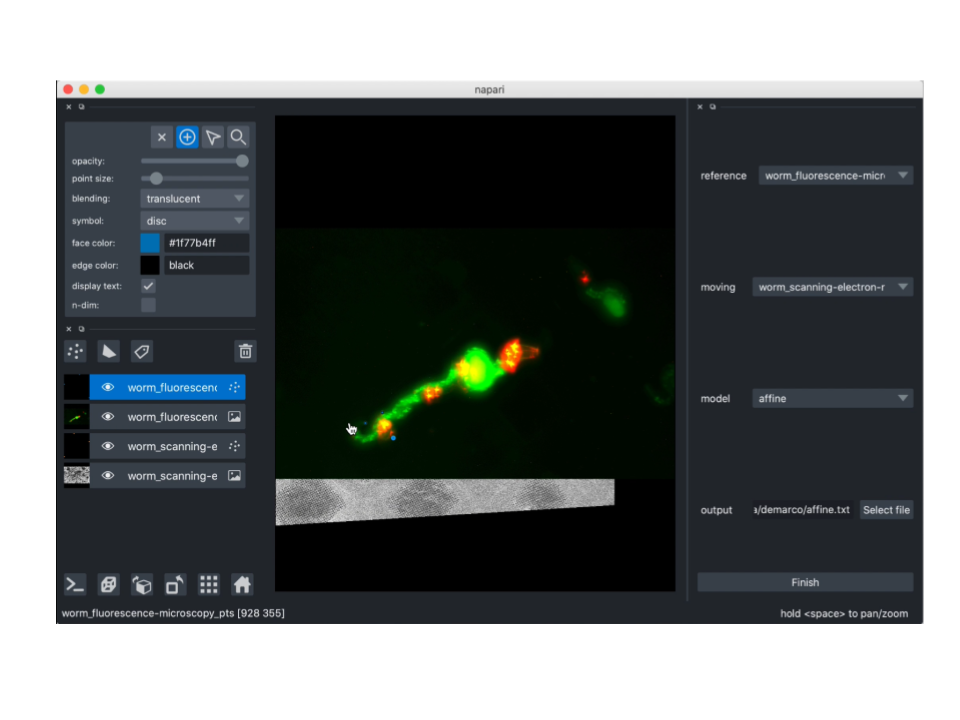 napari
opacity:
point size:
blending: translucent
symbol: disc
face color: #1f77b4ff
edge color: black
display text:
n-dim:
worm_fluorescenc
worm_fluorescenc
worm_scanning-e
worm_scanning-e
worm_fluorescence-microscopy_pts [928 355]
reference worm_fluorescence-micr
moving worm_scanning-electron-r
model affine
output a/demarco/affine.txt Select file
Finish
hold <space> to pan/zoom